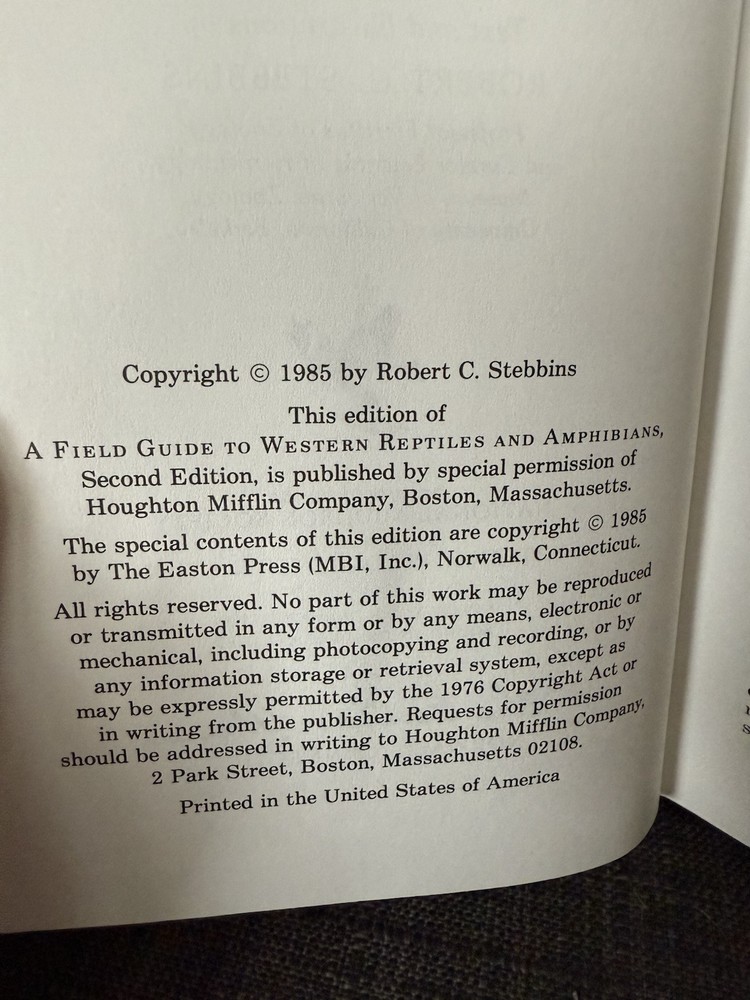 Copyright © 1985 by Robert C. Stebbins
This edition of
A FIELD GUIDE TO WESTERN REPTILES AND AMPHIBIANS,
Second Edition, is published by special permission of
Houghton Mifflin Company, Boston, Massachusetts.
The special contents of this edition are copyright © 1985
by The Easton Press (MBI, Inc.), Norwalk, Connecticut.
All rights reserved. No part of this work may be reproduced
or transmitted in any form or by any means, electronic or
mechanical, including photocopying and recording, or by
any information storage or retrieval system, except as
may be expressly permitted by the 1976 Copyright Act or
in writing from the publisher. Requests for permission
should be addressed in writing to Houghton Mifflin Company,
2 Park Street, Boston, Massachusetts 02108.
Printed in the United States of America